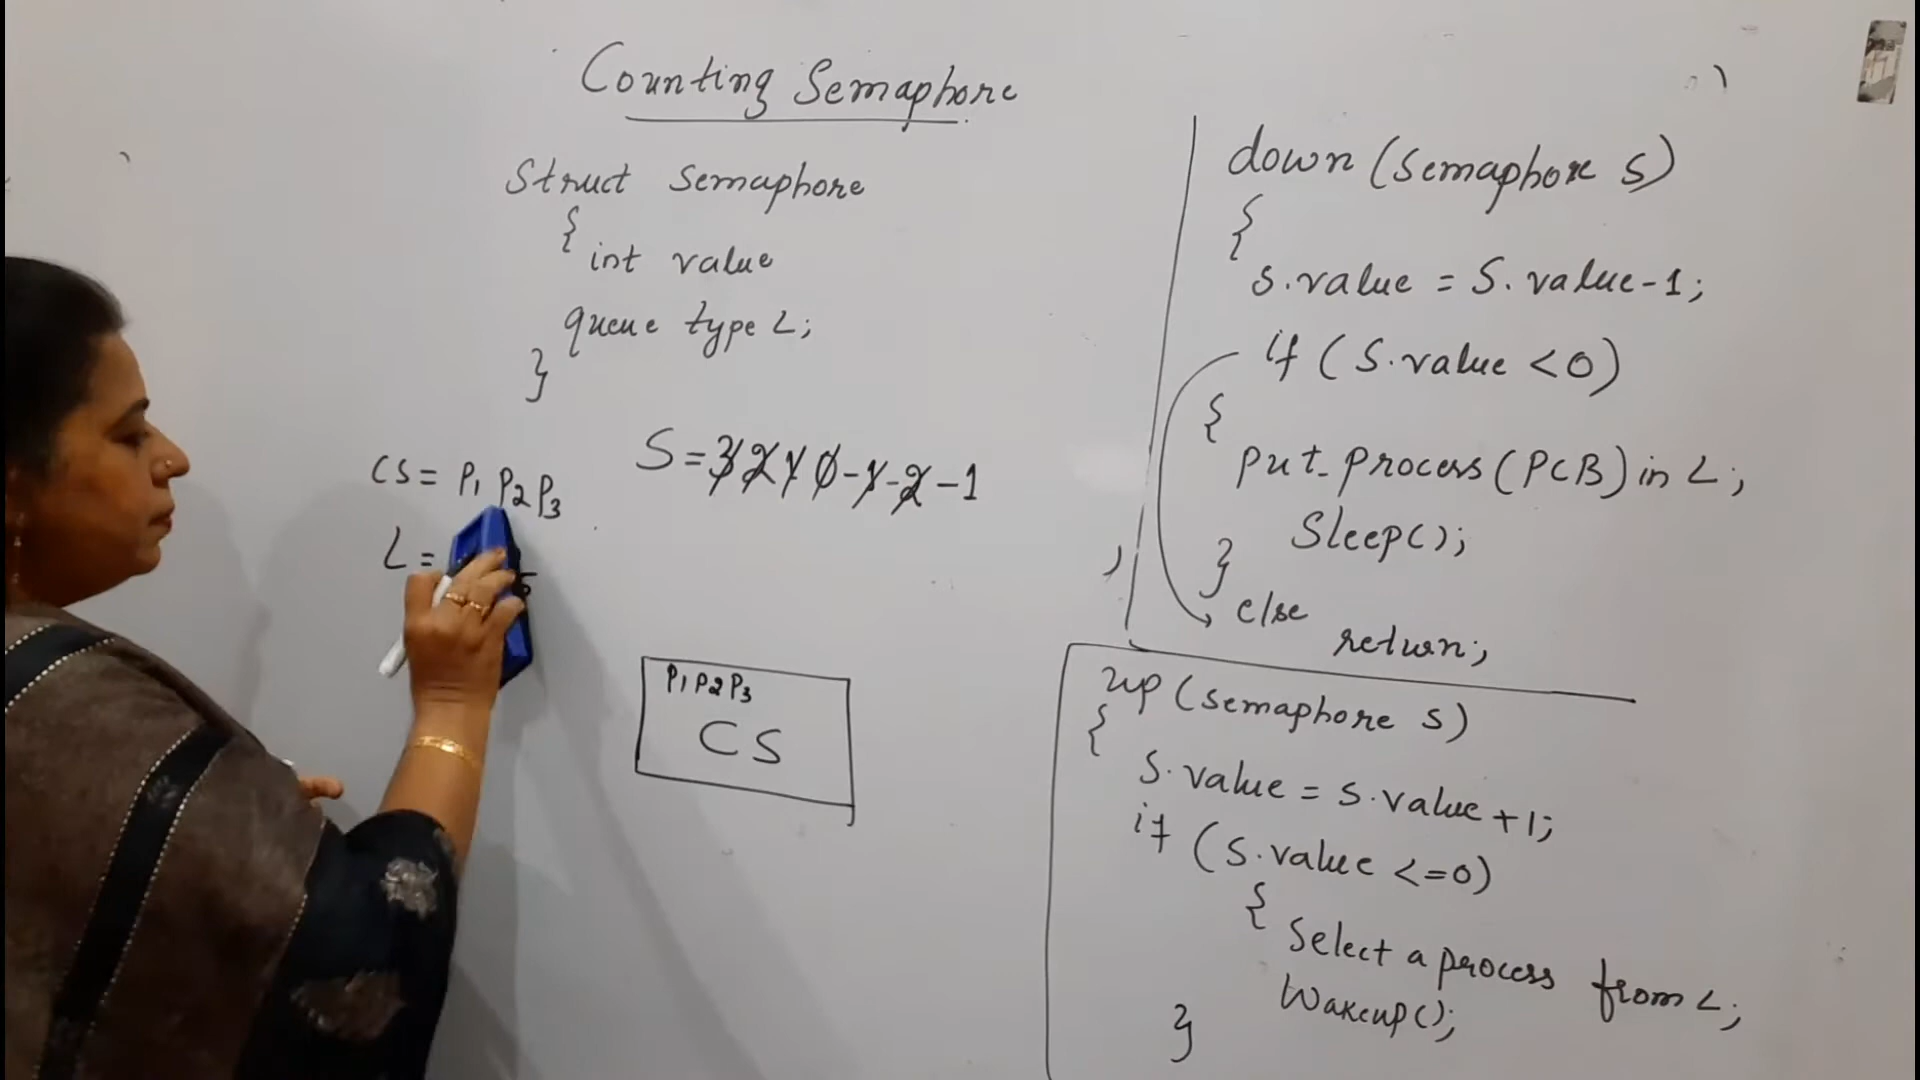 Counting Semaphore
Struct Semaphore
{
int value
queue type L;
}
S = 3 2 1 0 -1 -2 -1
CS = P1 P2 P3
L =
P1 P2 P3
CS
down (Semaphore S)
{
S.value = S.value-1;
if (S.value <0)
{
put-process(PCB) in L;
Sleep();
}
else
return;
up (Semaphore S)
{
S.value = S.value +1;
if (S.value <=0)
{
Select a process from L;
Wakeup();
}